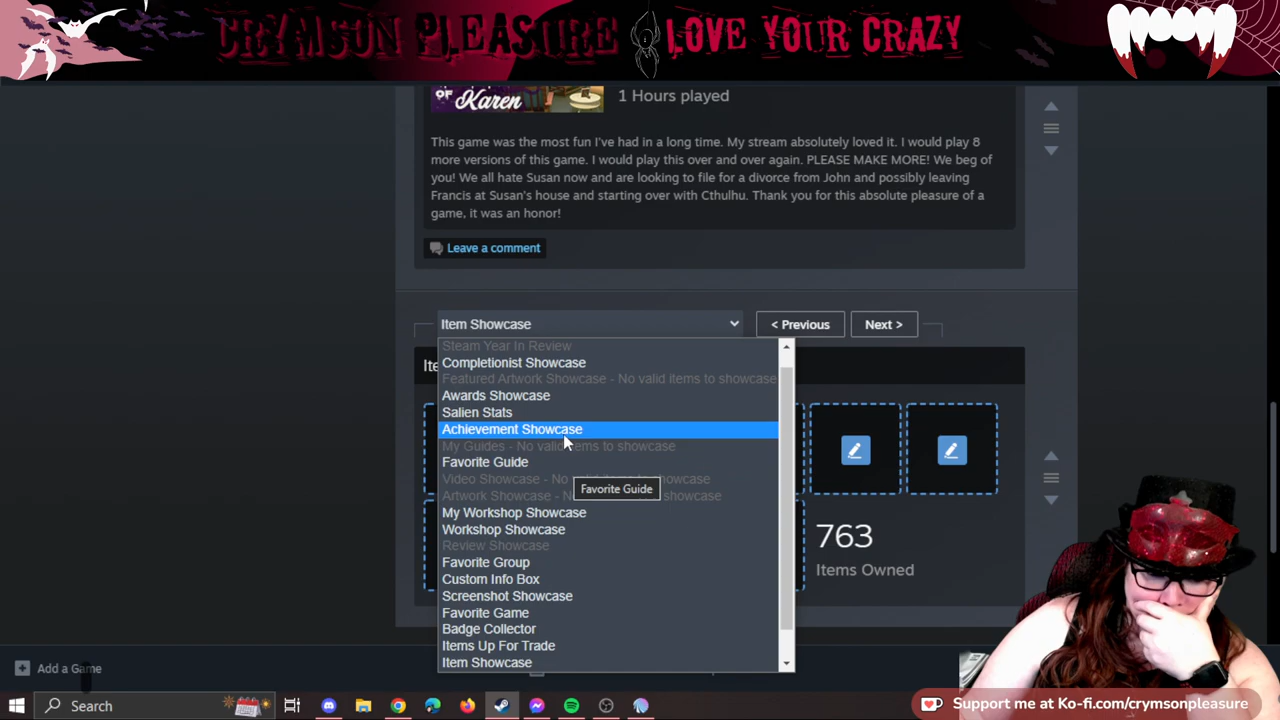 CRYMSON PLEASURE LOVE YOUR CRAZY
OF Karen
1 Hours played
This game was the most fun I've had in a long time. My stream absolutely loved it. I would play 8
more versions of this game. I would play this over and over again. PLEASE MAKE MORE! We beg of
you! We all hate Susan now and are looking to file for a divorce from John and possibly leaving
Francis at Susan's house and starting over with Cthulhu. Thank you for this absolute pleasure of a
game, it was an honor!
Leave a comment
Item Showcase
< Previous
Next >
Steam Year In Review
Completionist Showcase
Featured Artwork Showcase - No valid items to showcase
Awards Showcase
Salien Stats
Achievement Showcase
My Guides - No valid items to showcase
Favorite Guide
Video Showcase - No
Favorite Guide
Artwork Showcase - No showcase
My Workshop Showcase
Workshop Showcase
Review Showcase
Favorite Group
Custom Info Box
Screenshot Showcase
Favorite Game
Badge Collector
Items Up For Trade
Item Showcase
763
Items Owned
Add a Game
Search
Support me at Ko-fi.com/crymsonpleasure